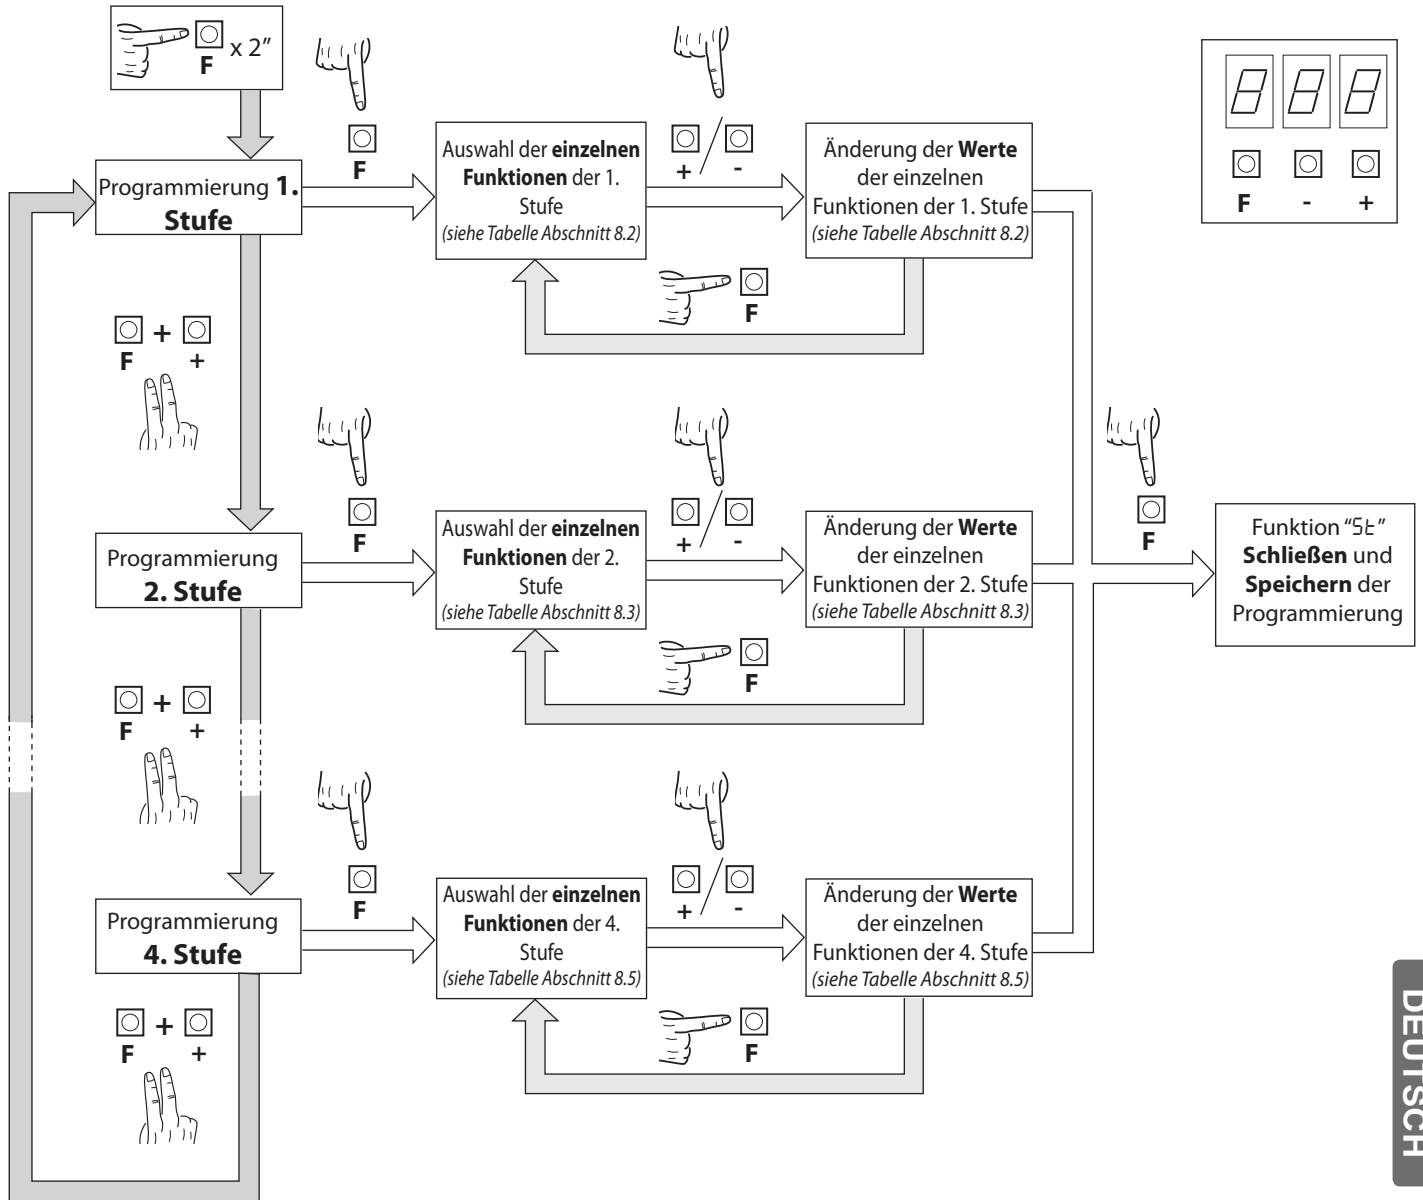 F x 2”
F
+ / -
F - +
Programmierung 1.
Stufe
Auswahl der einzelnen
Funktionen der 1.
Stufe
(siehe Tabelle Abschnitt 8.2)
Änderung der Werte
der einzelnen
Funktionen der 1. Stufe
(siehe Tabelle Abschnitt 8.2)
F
+
F +
F
+ / -
F
Programmierung
2. Stufe
Auswahl der einzelnen
Funktionen der 2.
Stufe
(siehe Tabelle Abschnitt 8.3)
Änderung der Werte
der einzelnen
Funktionen der 2. Stufe
(siehe Tabelle Abschnitt 8.3)
Funktion “St”
Schließen und
Speichern der
Programmierung
F
+
F +
F
+ / -
Programmierung
4. Stufe
Auswahl der einzelnen
Funktionen der 4.
Stufe
(siehe Tabelle Abschnitt 8.5)
Änderung der Werte
der einzelnen
Funktionen der 4. Stufe
(siehe Tabelle Abschnitt 8.5)
F
+
F +
DEUTSCH